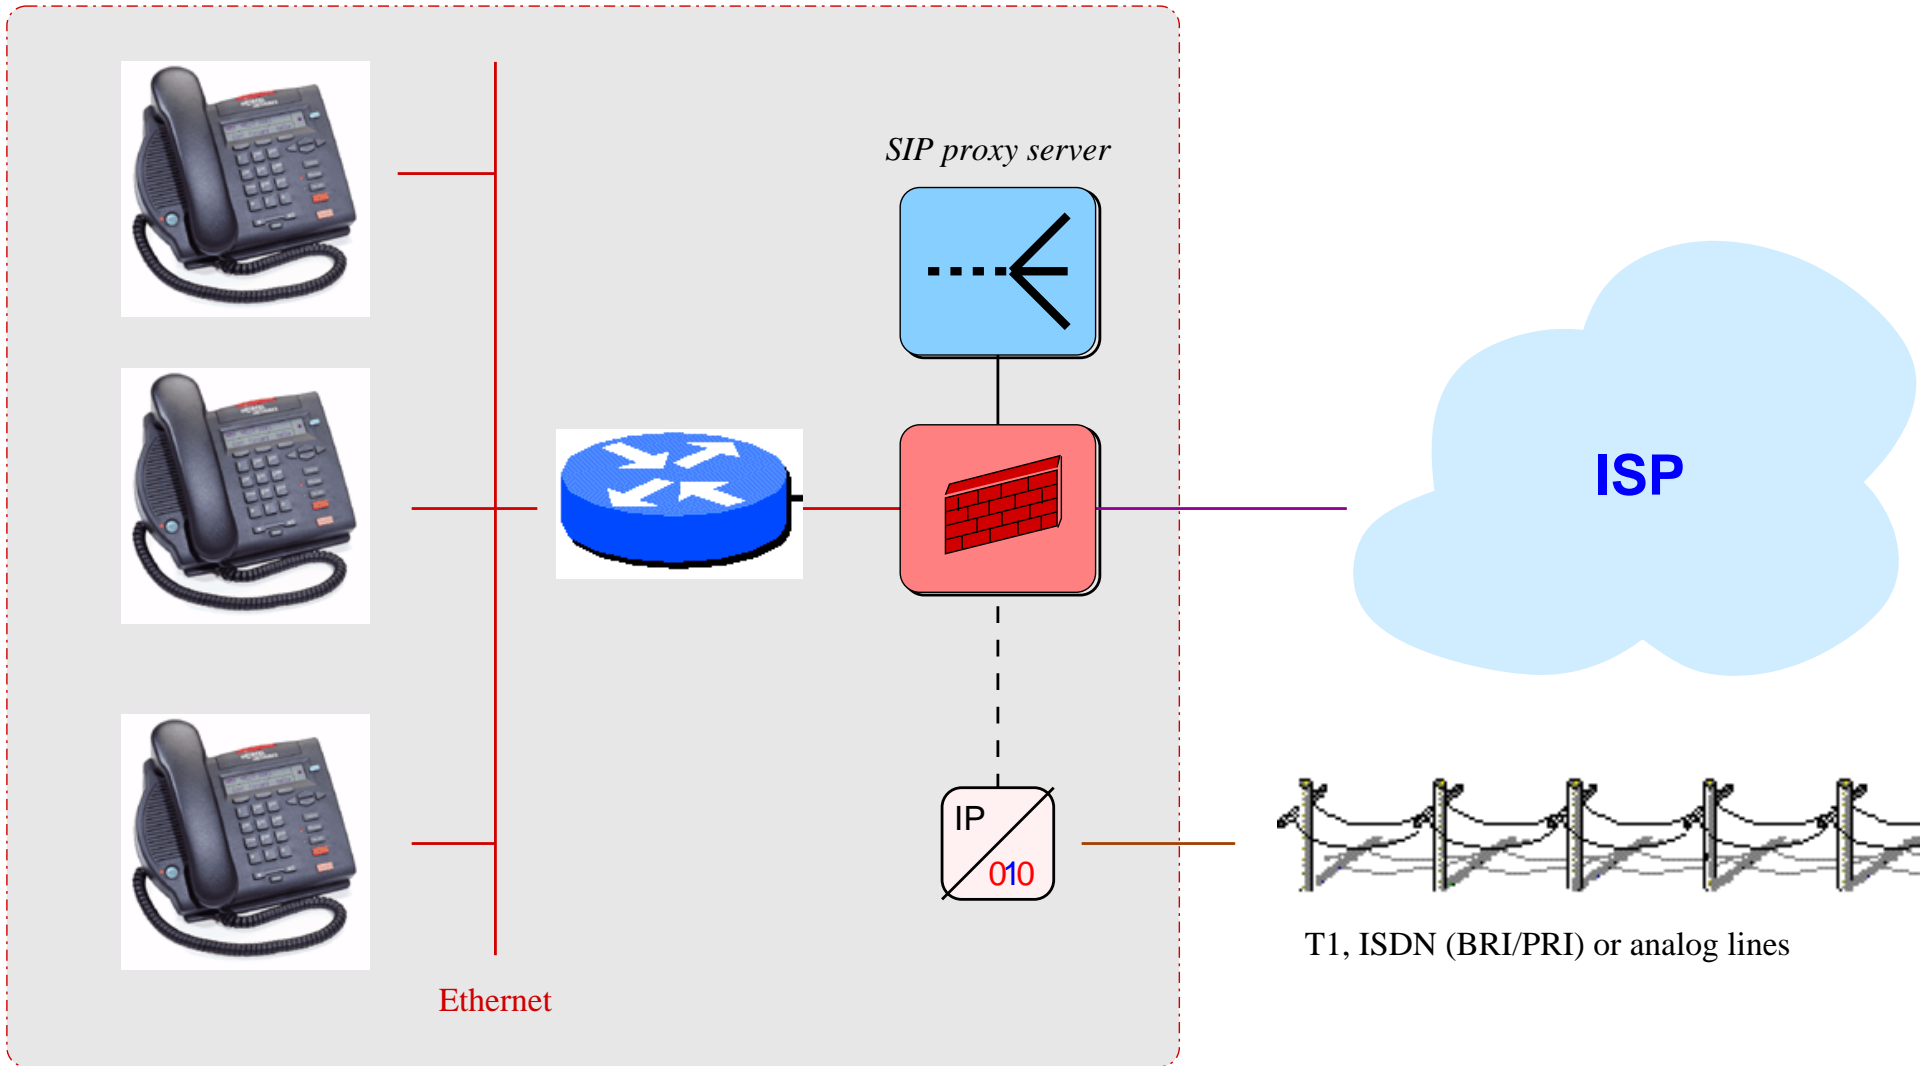 SIP proxy server
ISP
IP
010
T1, ISDN (BRI/PRI) or analog lines
Ethernet